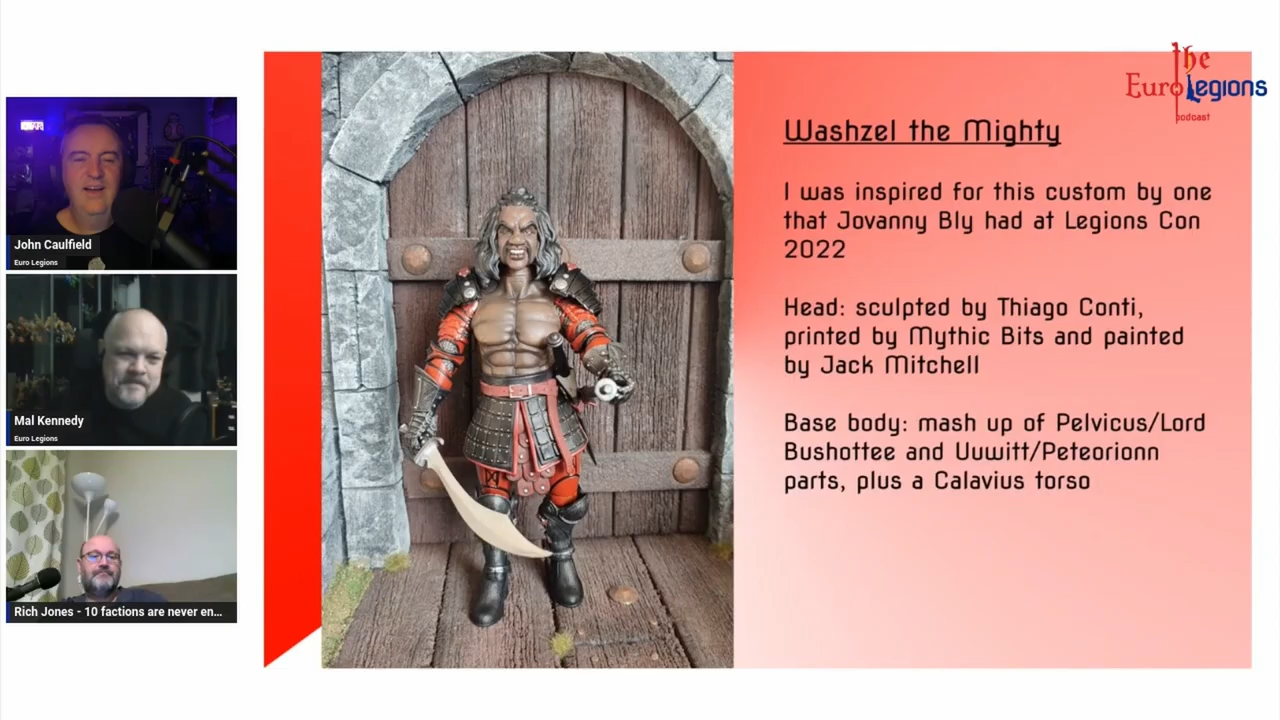 the
EuroLegions
podcast
John Caulfield
Euro Legions
Mal Kennedy
Euro Legions
Rich Jones - 10 factions are never en...
Washzel the Mighty
I was inspired for this custom by one
that Jovanny Bly had at Legions Con
2022
Head: sculpted by Thiago Conti,
printed by Mythic Bits and painted
by Jack Mitchell
Base body: mash up of Pelvicus/Lord
Bushottee and Uuwitt/Peteorionn
parts, plus a Calavius torso